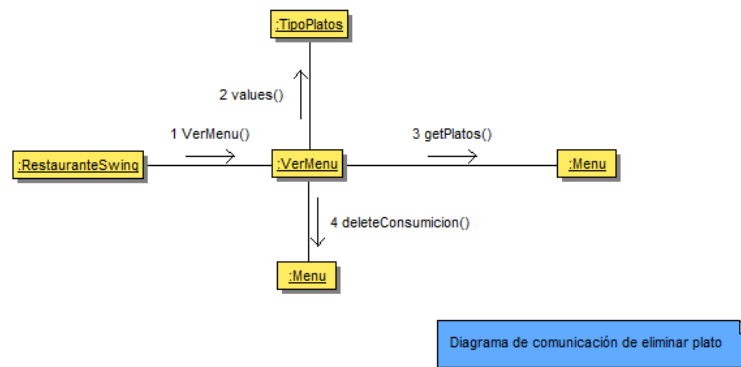 :TipoPlatos
2 values()
1 VerMenu()
3 getPlatos()
:RestauranteSwing
:VerMenu
:Menu
4 deleteConsumicion()
:Menu
Diagrama de comunicación de eliminar plato